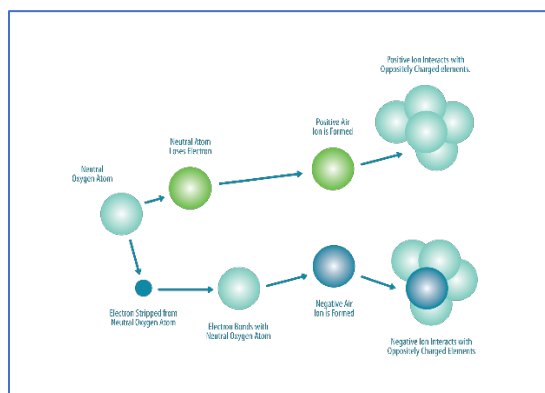 Positive Ion Interacts with
Oppositely Charged elements.
Positive Air
Ion is Formed
Neutral Atom
Loses Electron
Neutral
Oxygen Atom
Electron Stripped from
Neutral Oxygen Atom
Electron Bonds with
Neutral Oxygen Atom
Negative Air
Ion is Formed
Negative Ion Interacts with
Oppositely Charged Elements